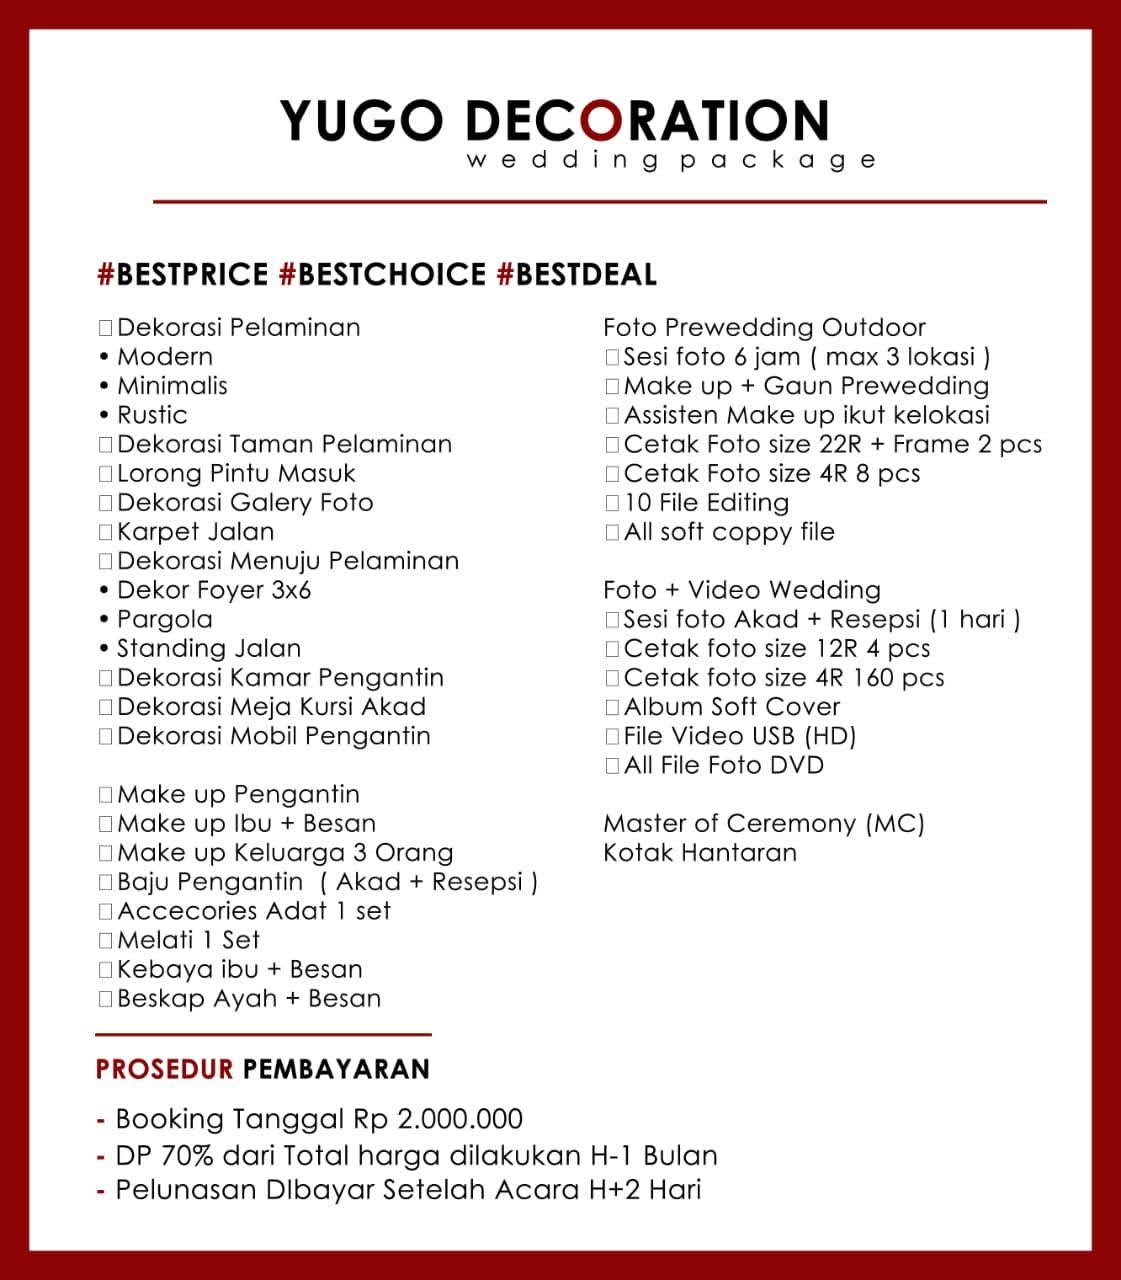 YUGO DECORATION
wedding package
#BESTPRICE #BESTCHOICE #BESTDEAL
□Dekorasi Pelaminan
• Modern
• Minimalis
• Rustic
□Dekorasi Taman Pelaminan
□Lorong Pintu Masuk
□Dekorasi Galery Foto
□Karpet Jalan
□Dekorasi Menuju Pelaminan
• Dekor Foyer 3x6
• Pargola
• Standing Jalan
□Dekorasi Kamar Pengantin
□Dekorasi Meja Kursi Akad
□Dekorasi Mobil Pengantin
□Make up Pengantin
□Make up Ibu + Besan
□Make up Keluarga 3 Orang
□Baju Pengantin ( Akad + Resepsi )
□Accecories Adat 1 set
□Melati 1 Set
□Kebaya ibu + Besan
□Beskap Ayah + Besan
Foto Prewedding Outdoor
□Sesi foto 6 jam ( max 3 lokasi )
□Make up + Gaun Prewedding
□Assisten Make up ikut kelokasi
□Cetak Foto size 22R + Frame 2 pcs
□Cetak Foto size 4R 8 pcs
□10 File Editing
□All soft coppy file
Foto + Video Wedding
□Sesi foto Akad + Resepsi (1 hari )
□Cetak foto size 12R 4 pcs
□Cetak foto size 4R 160 pcs
□Album Soft Cover
□File Video USB (HD)
□All File Foto DVD
Master of Ceremony (MC)
Kotak Hantaran
PROSEDUR PEMBAYARAN
- Booking Tanggal Rp 2.000.000
- DP 70% dari Total harga dilakukan H-1 Bulan
- Pelunasan DIbayar Setelah Acara H+2 Hari